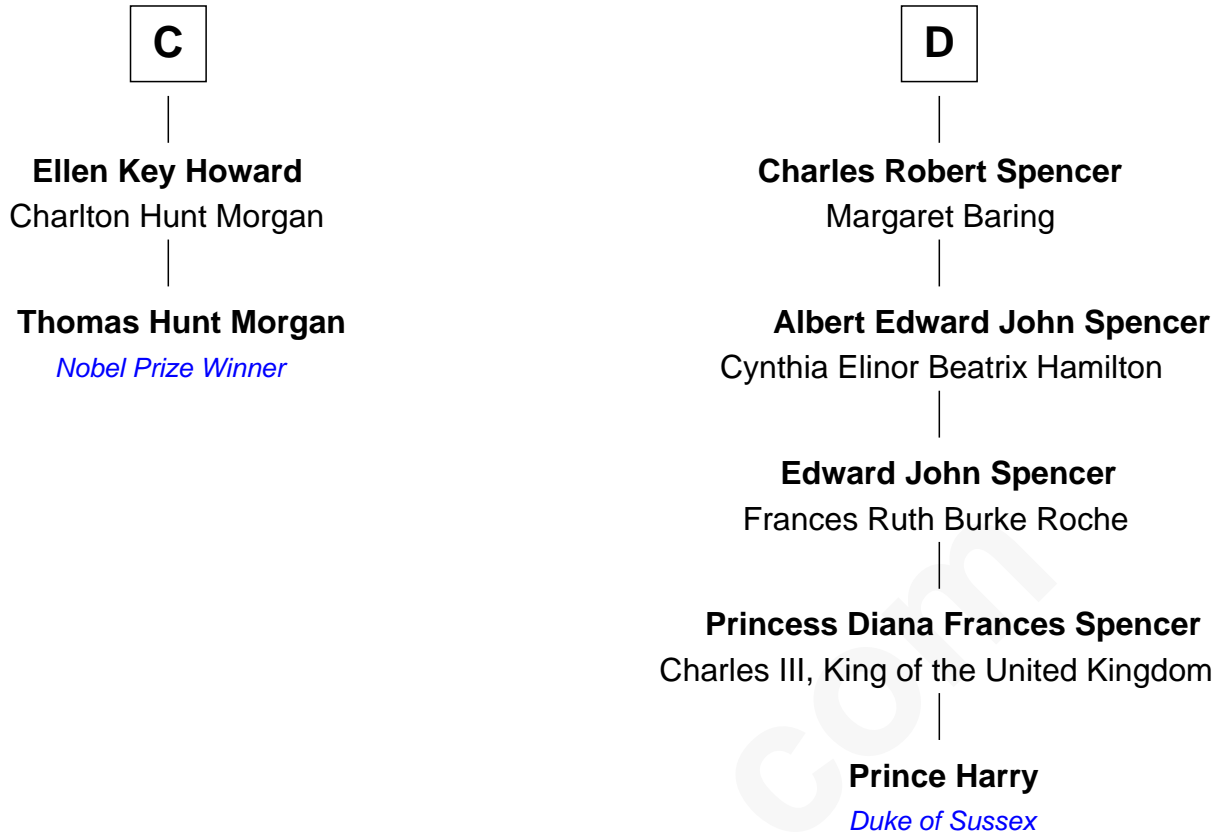 C
Ellen Key Howard
Charlton Hunt Morgan
Thomas Hunt Morgan
Nobel Prize Winner
D
Charles Robert Spencer
Margaret Baring
Albert Edward John Spencer
Cynthia Elinor Beatrix Hamilton
Edward John Spencer
Frances Ruth Burke Roche
Princess Diana Frances Spencer
Charles III, King of the United Kingdom
Prince Harry
Duke of Sussex
com